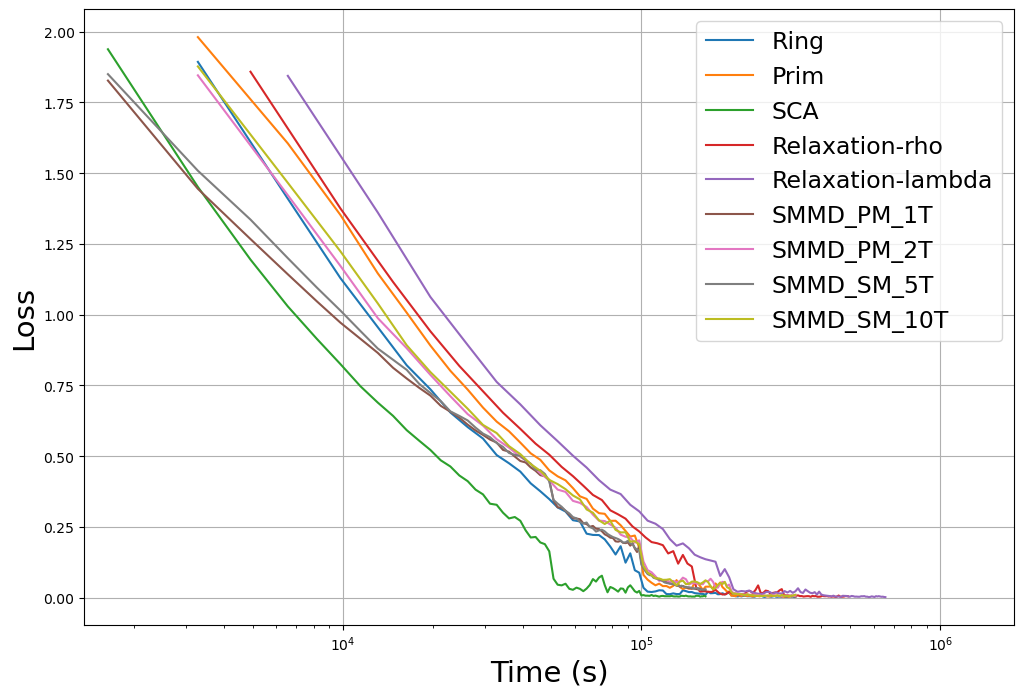 2.00
1.75
1.50
1.25
1.00
0.75
0.50
0.25
0.00
Loss
10^4
10^5
10^6
Time (s)
Ring
Prim
SCA
Relaxation-rho
Relaxation-lambda
SMMD_PM_1T
SMMD_PM_2T
SMMD_SM_5T
SMMD_SM_10T